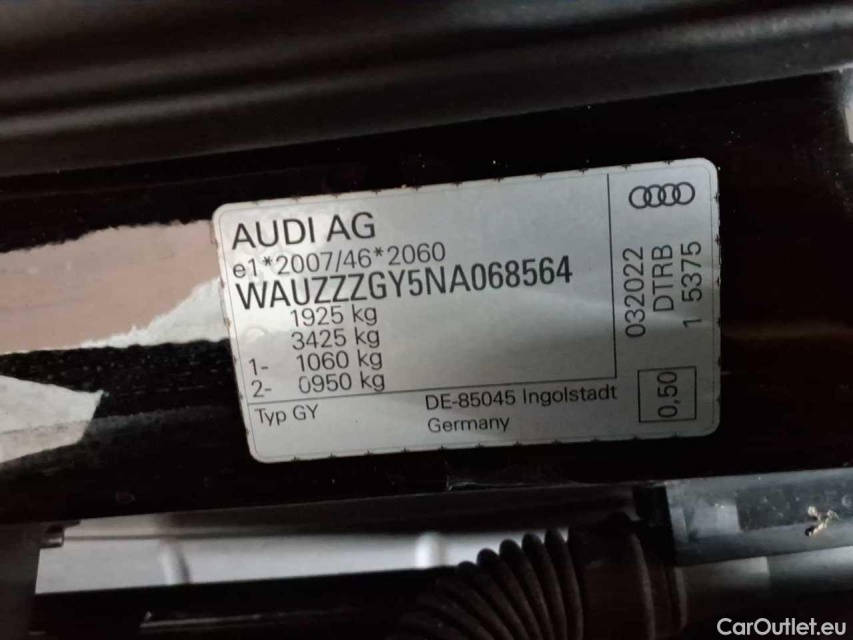 AUDI AG
e1*2007/46*2060
WAUZZZGY5NA068564
1925 kg
3425 kg
1- 1060 kg
2- 0950 kg
Typ GY
DE-85045 Ingolstadt
Germany
032022
DTRB
1 5375
0,50
CarOutlet.eu